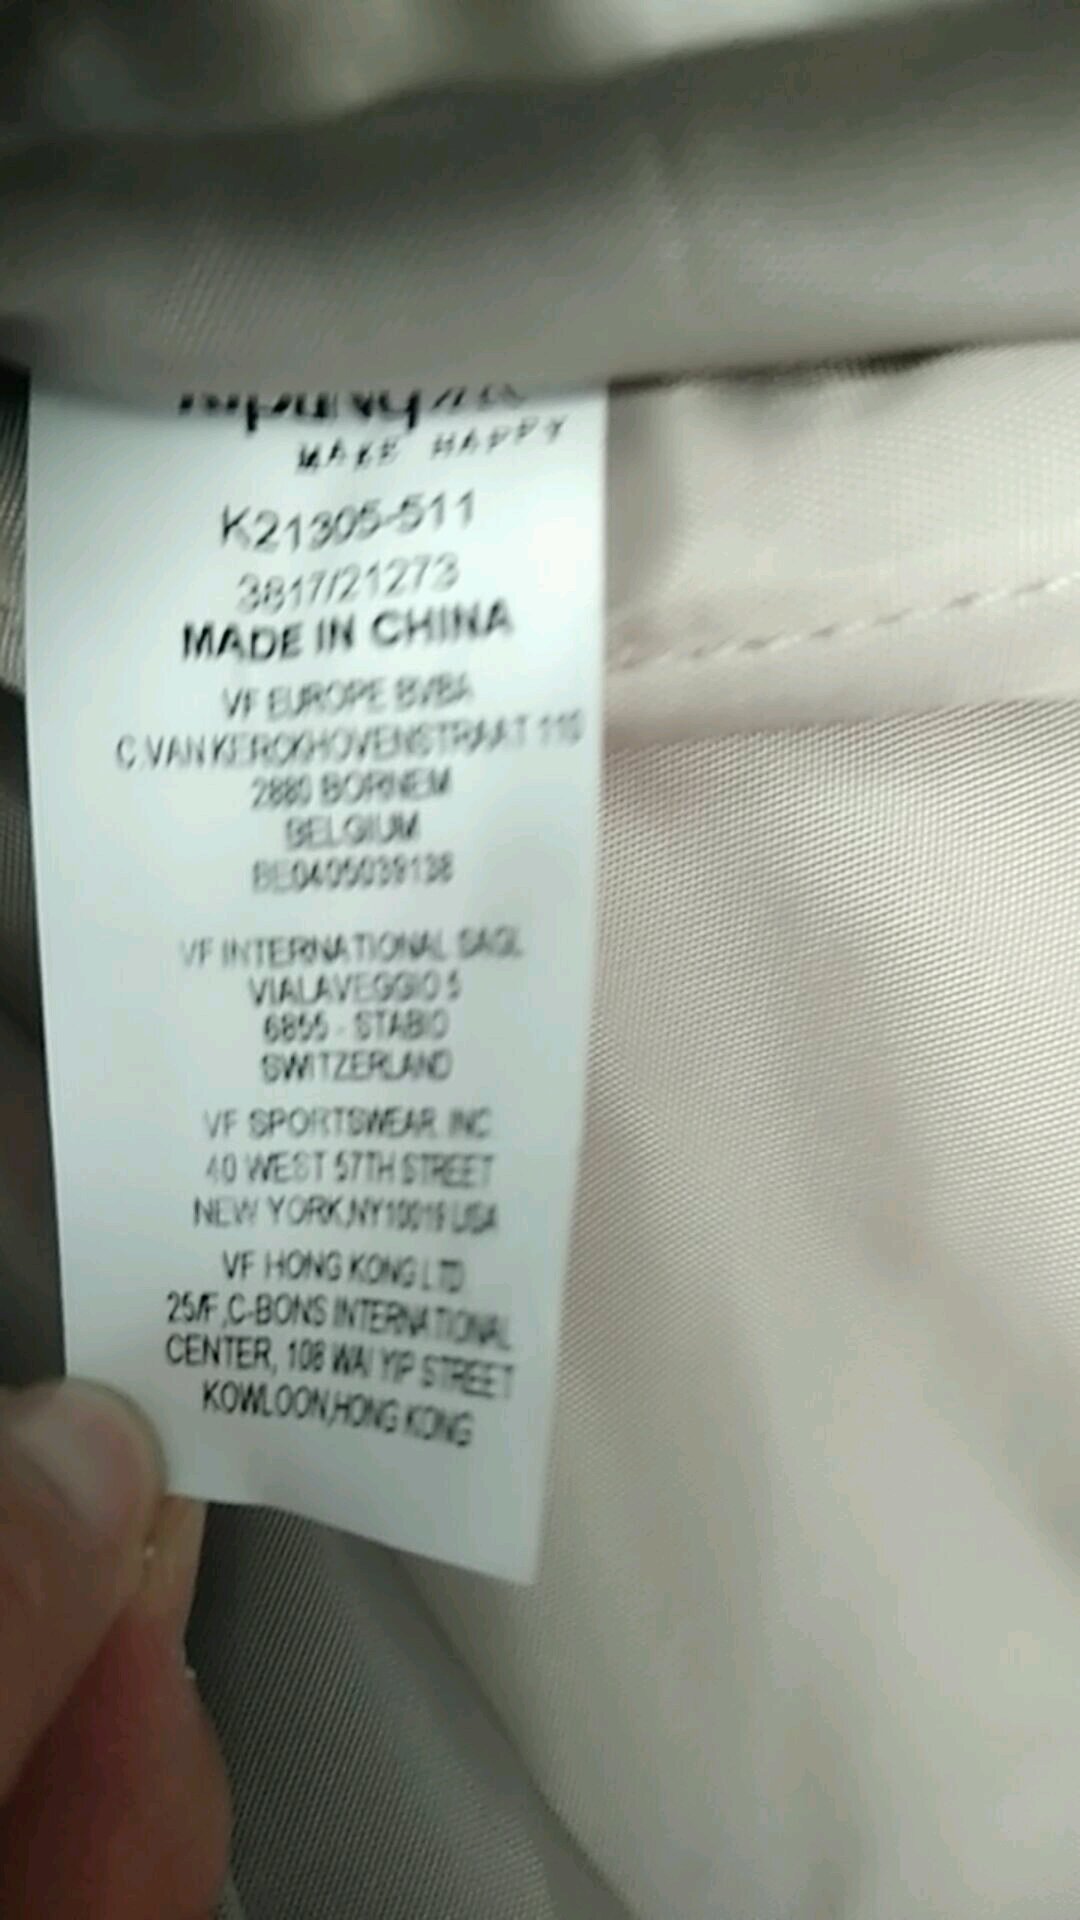 MAKE HAPPY
K21305-511
3817/21273
MADE IN CHINA
VF EUROPE BVBA
C.VAN KERCKHOVENSTRAAT 110
2880 BORNEM
BELGIUM
BE0405039138
VF INTERNATIONAL SAGL
VIA LAVEGGIO 5
6855 - STABIO
SWITZERLAND
VF SPORTSWEAR, INC.
40 WEST 57TH STREET
NEW YORK,NY10019 USA
VF HONG KONG LTD.
25/F.,C-BONS INTERNATIONAL
CENTER, 108 WAI YIP STREET
KOWLOON,HONG KONG